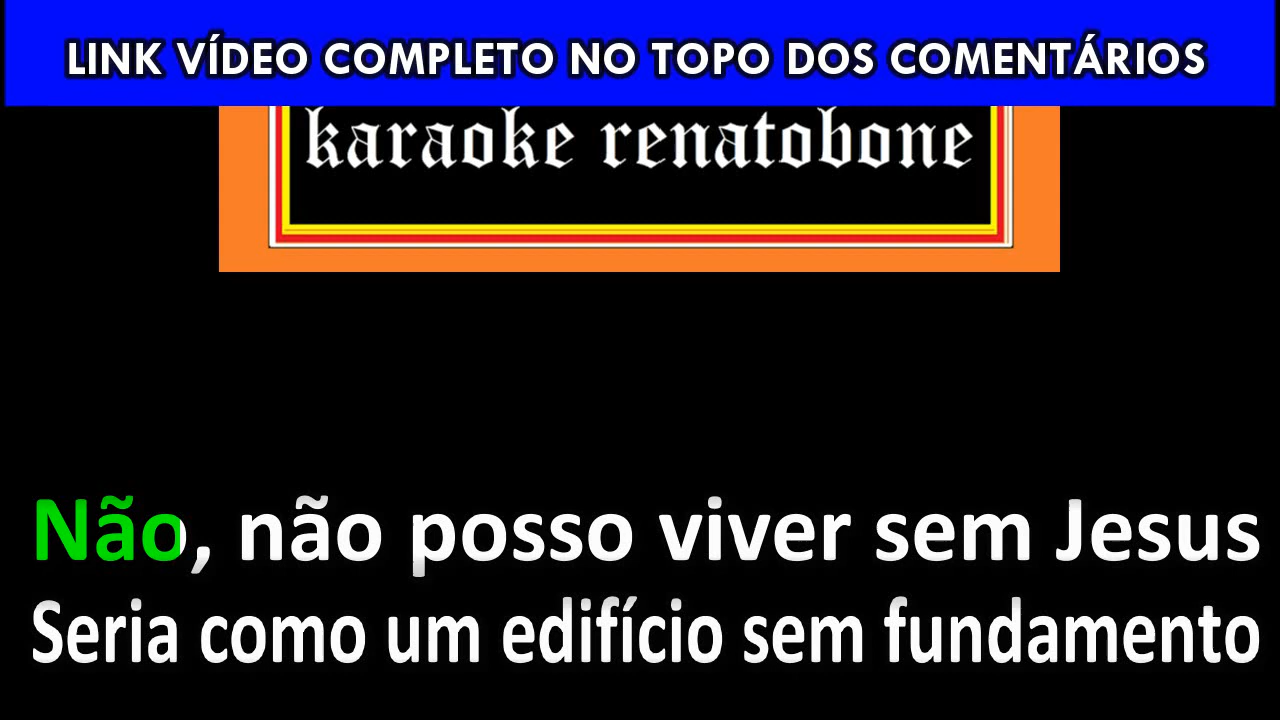 LINK VÍDEO COMPLETO NO TOPO DOS COMENTÁRIOS
karaoke renatobone
Não, não posso viver sem Jesus
Seria como um edifício sem fundamento